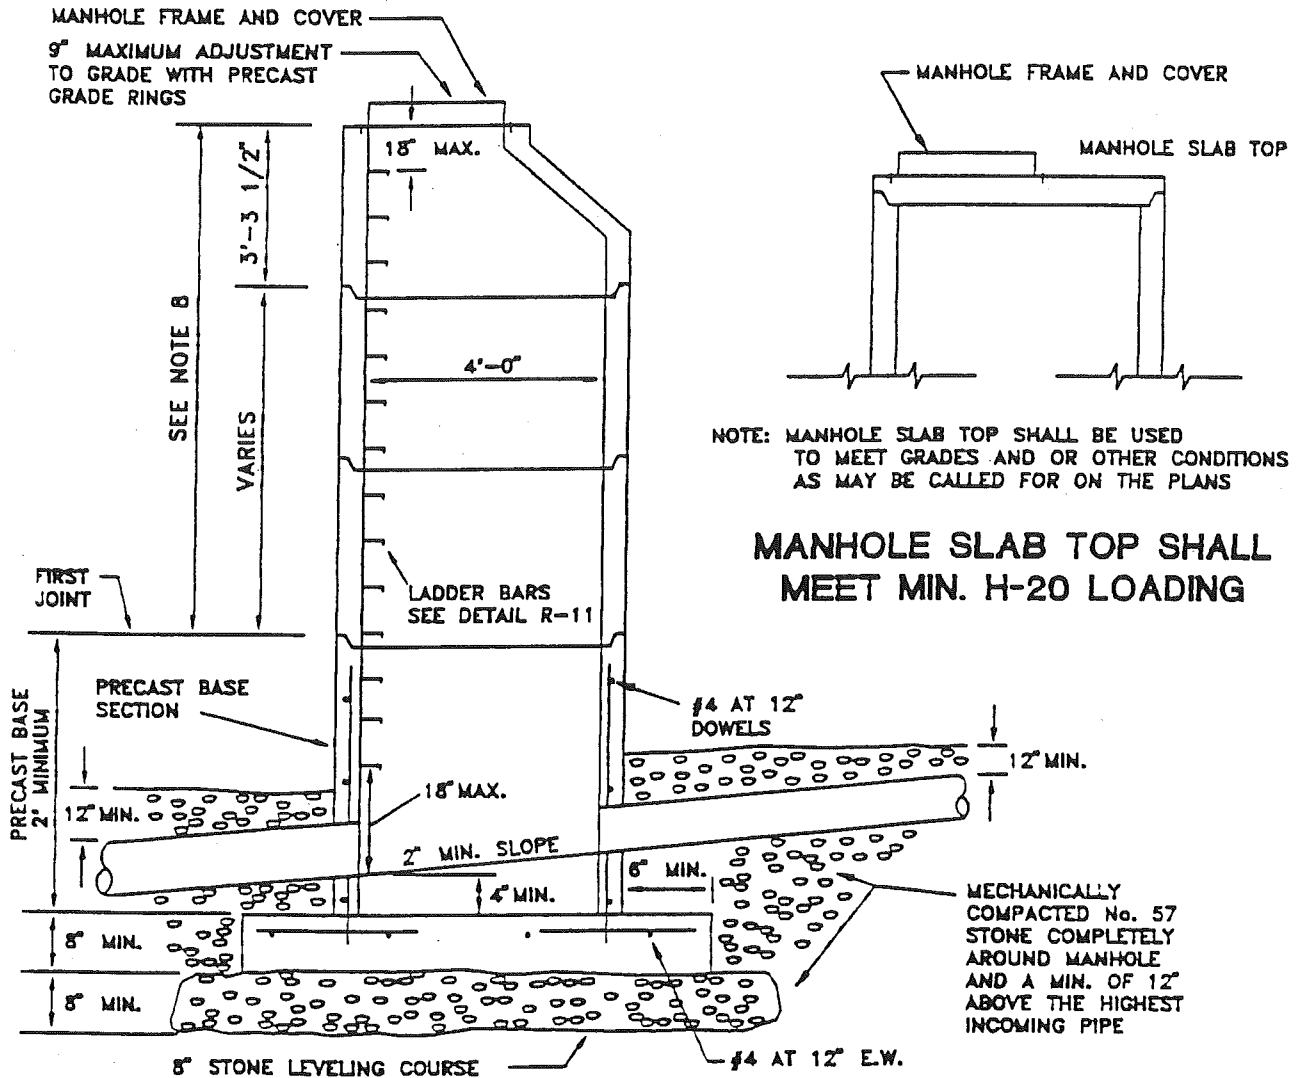 MANHOLE FRAME AND COVER
9" MAXIMUM ADJUSTMENT
TO GRADE WITH PRECAST
GRADE RINGS
18" MAX.
3'-3 1/2"
SEE NOTE 8
VARIES
4'-0"
FIRST
JOINT
LADDER BARS
SEE DETAIL R-11
PRECAST BASE
2' MINIMUM
PRECAST BASE
SECTION
#4 AT 12"
DOWELS
12" MIN.
12" MIN.
18" MAX.
2" MIN. SLOPE
6" MIN.
4" MIN.
8" MIN.
8" MIN.
8" STONE LEVELING COURSE
#4 AT 12" E.W.
MECHANICALLY
COMPACTED No. 57
STONE COMPLETELY
AROUND MANHOLE
AND A MIN. OF 12"
ABOVE THE HIGHEST
INCOMING PIPE
MANHOLE FRAME AND COVER
MANHOLE SLAB TOP
NOTE: MANHOLE SLAB TOP SHALL BE USED
TO MEET GRADES AND OR OTHER CONDITIONS
AS MAY BE CALLED FOR ON THE PLANS
MANHOLE SLAB TOP SHALL
MEET MIN. H-20 LOADING